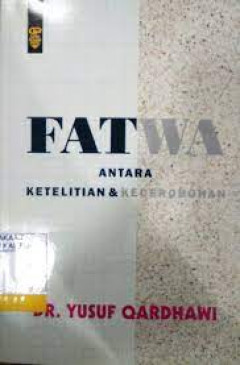 FATWA
ANTARA
KETELITIAN & KECEROBOHAN
DR. YUSUF QARDHAWI